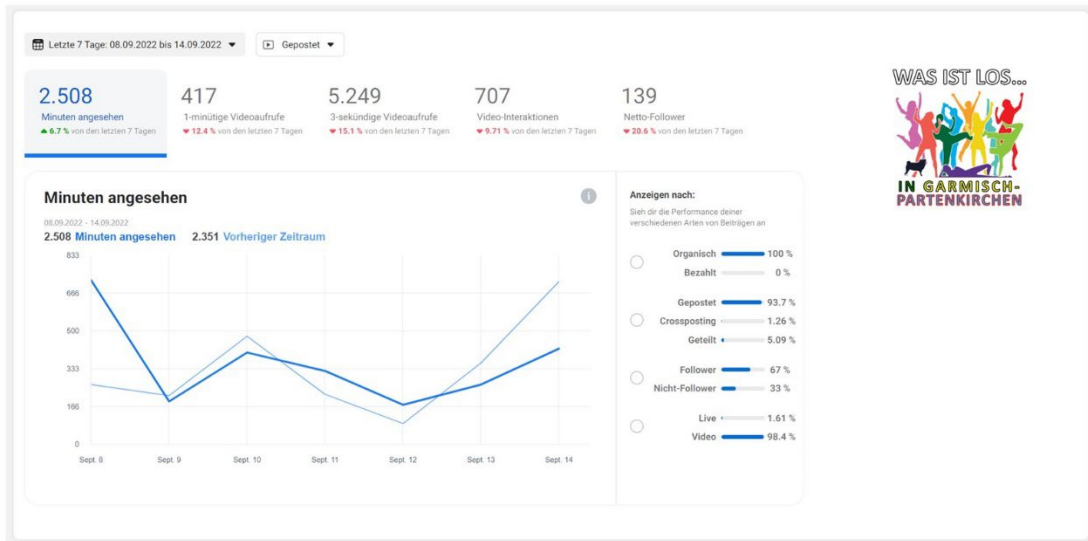 Letzte 7 Tage: 08.09.2022 bis 14.09.2022
Gepostet
2.508
Minuten angesehen
6.7 % von den letzten 7 Tagen
417
1-minütige Videoaufrufe
12.4 % von den letzten 7 Tagen
5.249
3-sekündige Videoaufrufe
15.1 % von den letzten 7 Tagen
707
Video-Interaktionen
9.71 % von den letzten 7 Tagen
139
Netto-Follower
20.6 % von den letzten 7 Tagen
WAS IST LOS...
IN GARMISCH-
PARTENKIRCHEN
Minuten angesehen
08.09.2022 - 14.09.2022
2.508 Minuten angesehen 2.351 Vorheriger Zeitraum
833
666
500
333
166
0
Sept. 8 Sept. 9 Sept. 10 Sept. 11 Sept. 12 Sept. 13 Sept. 14
Anzeigen nach:
Sieh dir die Performance deiner
verschiedenen Arten von Beiträgen an
Organisch 100 %
Bezahlt 0 %
Gepostet 93.7 %
Crossposting 1.26 %
Geteilt 5.09 %
Follower 67 %
Nicht-Follower 33 %
Live 1.61 %
Video 98.4 %